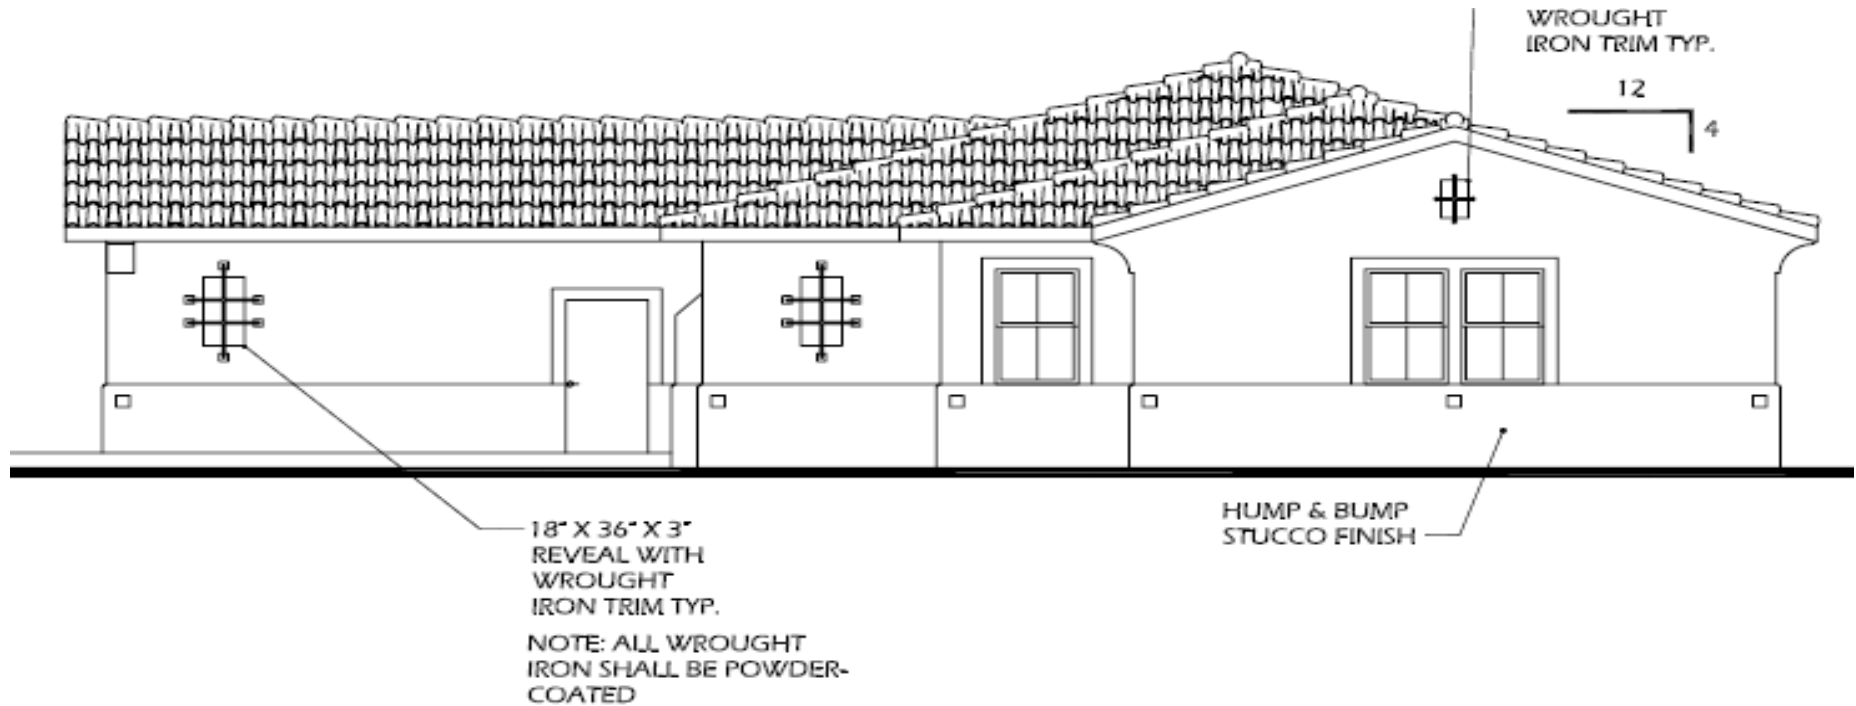 WROUGHT
IRON TRIM TYP.
12
4
18" X 36" X 3"
REVEAL WITH
WROUGHT
IRON TRIM TYP.
NOTE: ALL WROUGHT
IRON SHALL BE POWDER-
COATED
HUMP & BUMP
STUCCO FINISH